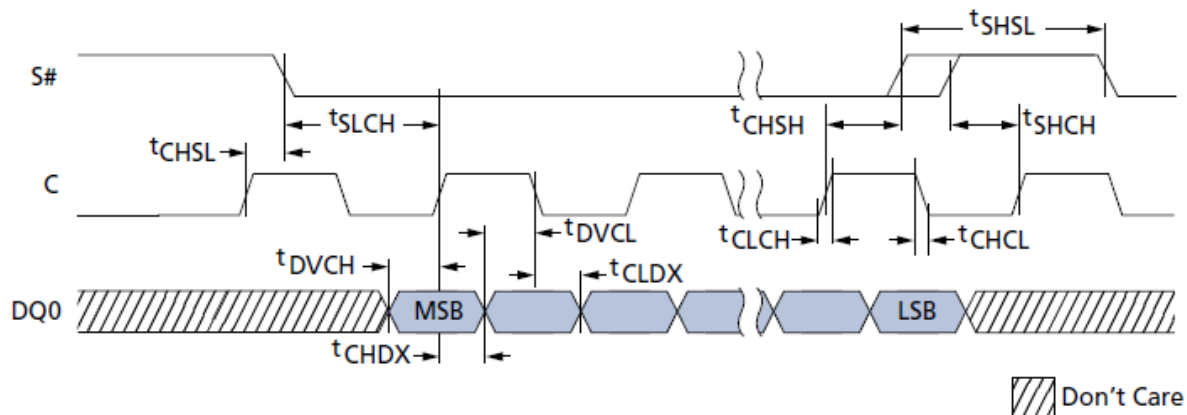 tSHSL
S#
tSLCH
tCHSH
tSHCH
tCHSL
C
tDVCL
tCLCH
tCHCL
tDVCH
tCLDX
DQ0
MSB
LSB
tCHDX
Don't Care